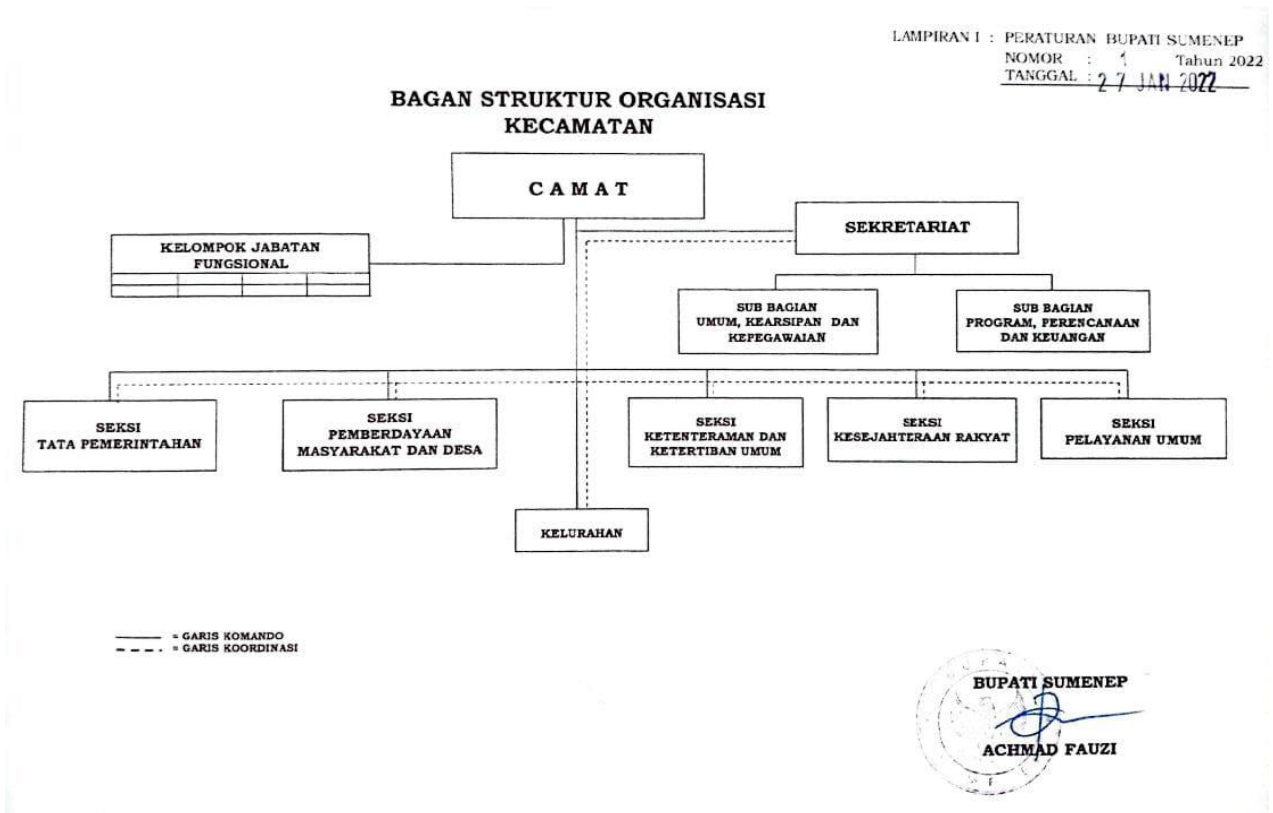 LAMPIRAN I : PERATURAN BUPATI SUMENEP
NOMOR : 1 Tahun 2022
TANGGAL : 27 JAN 2022
BAGAN STRUKTUR ORGANISASI
KECAMATAN
C A M A T
SEKRETARIAT
KELOMPOK JABATAN
FUNGSIONAL
SUB BAGIAN
UMUM, KEARSIPAN DAN
KEPEGAWAIAN
SUB BAGIAN
PROGRAM, PERENCANAAN
DAN KEUANGAN
SEKSI
TATA PEMERINTAHAN
SEKSI
PEMBERDAYAAN
MASYARAKAT DAN DESA
SEKSI
KETENTERAMAN DAN
KETERTIBAN UMUM
SEKSI
KESEJAHTERAAN RAKYAT
SEKSI
PELAYANAN UMUM
KELURAHAN
= GARIS KOMANDO
= GARIS KOORDINASI
BUPATI SUMENEP
ACHMAD FAUZI